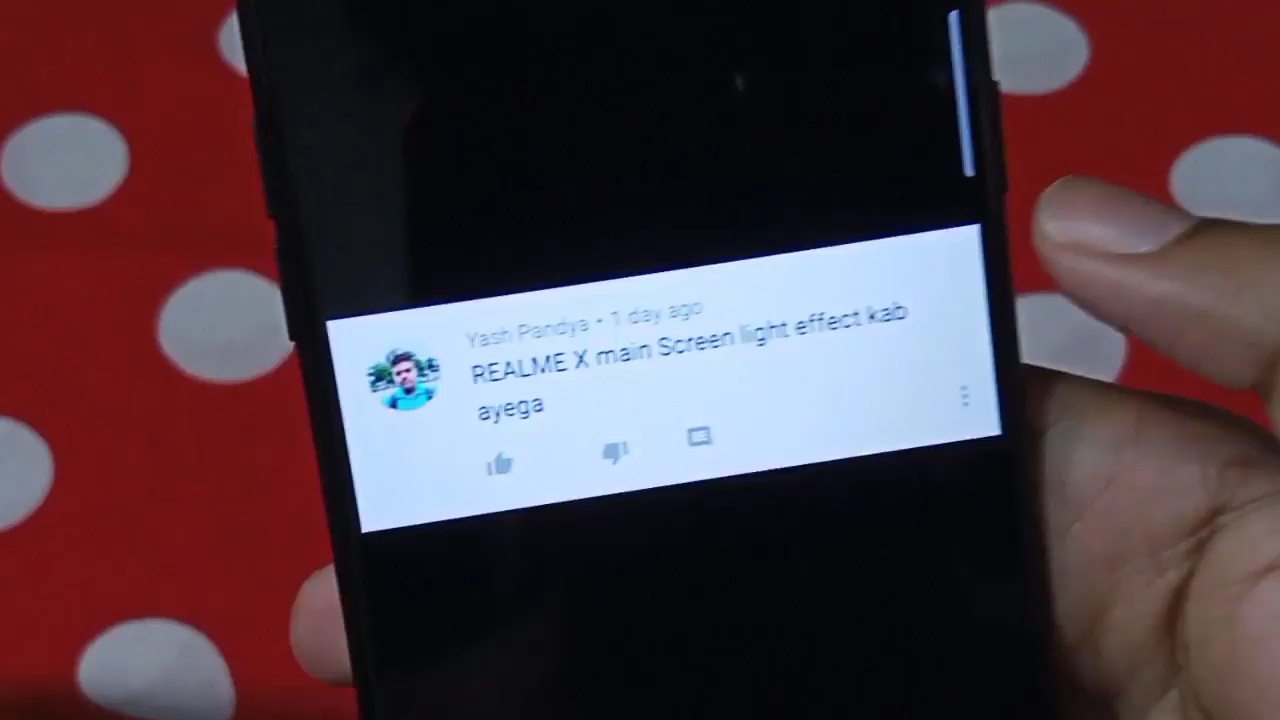 Yash Pandya • 1 day ago
REALME X main Screen light effect kab
ayega